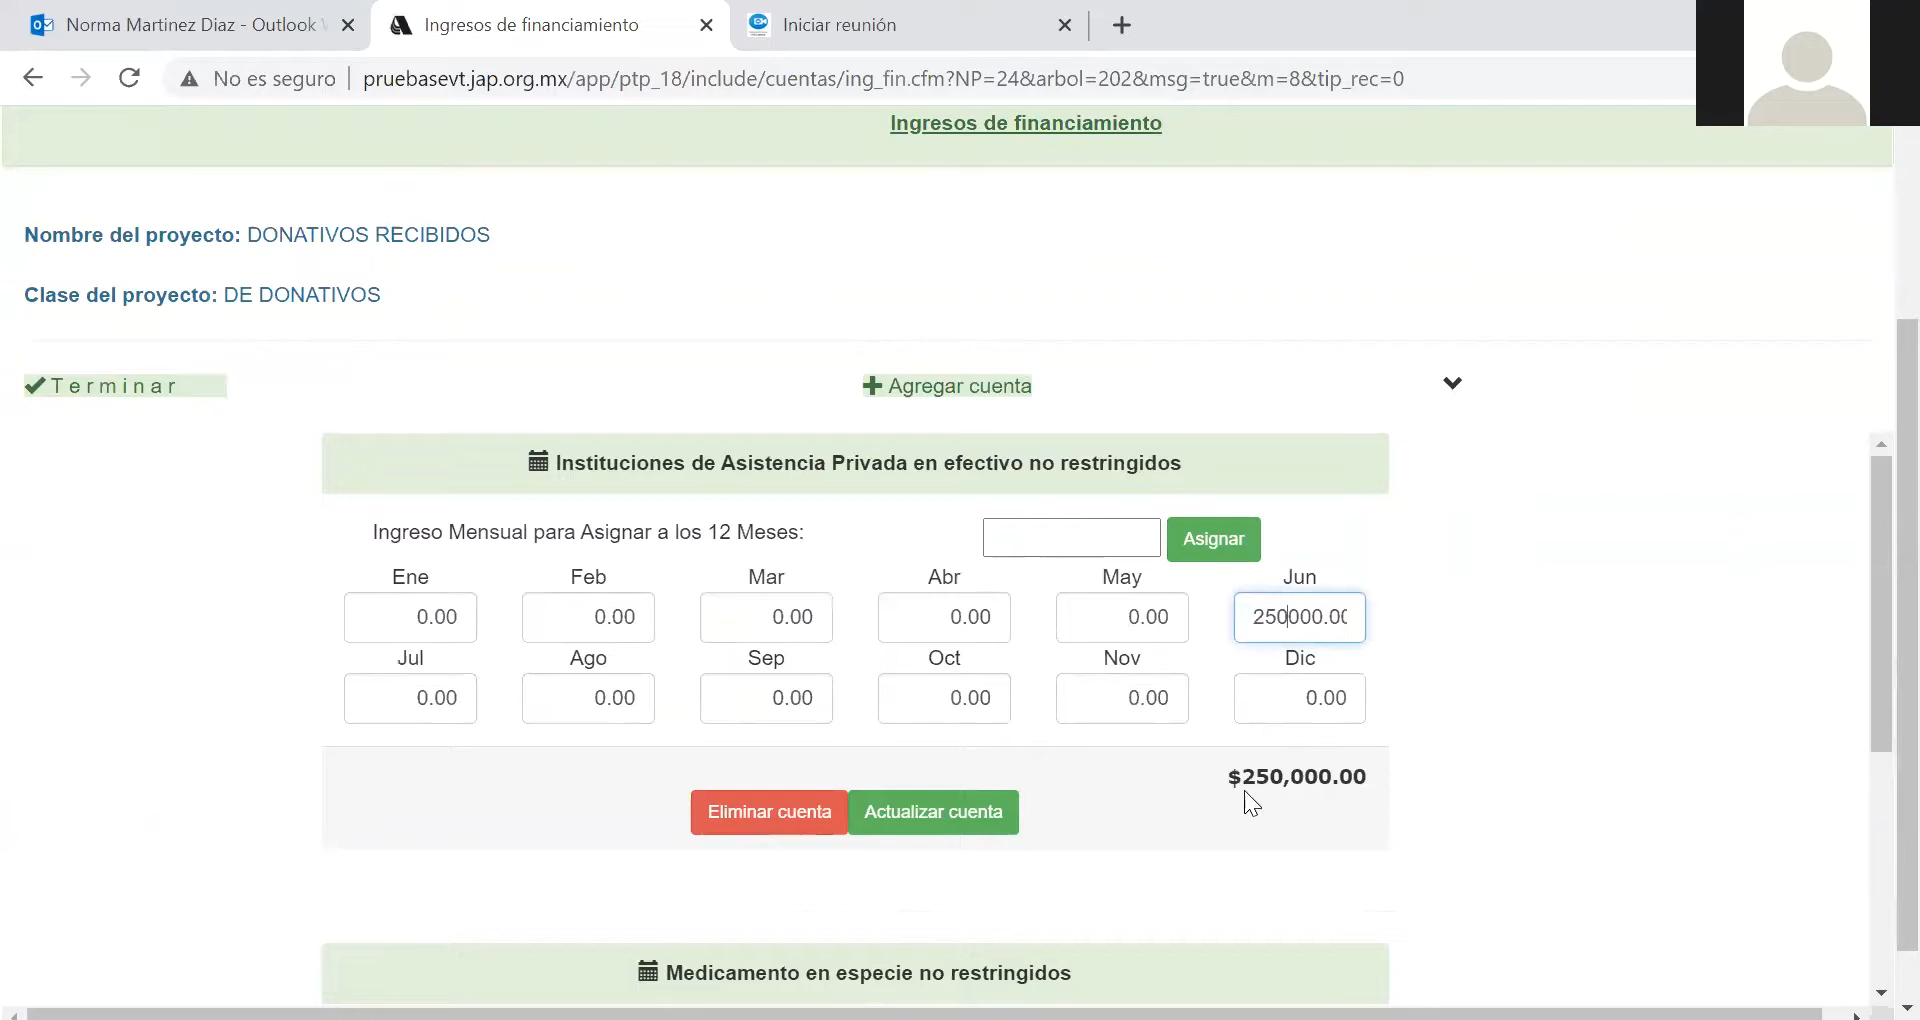 Norma Martinez Diaz - Outlook
Ingresos de financiamiento
Iniciar reunión
No es seguro
pruebasevt.jap.org.mx/app/ptp_18/include/cuentas/ing_fin.cfm?NP=24&arbol=202&msg=true&m=8&tip_rec=0
Ingresos de financiamiento
Nombre del proyecto: DONATIVOS RECIBIDOS
Clase del proyecto: DE DONATIVOS
Terminar
Agregar cuenta
Instituciones de Asistencia Privada en efectivo no restringidos
Ingreso Mensual para Asignar a los 12 Meses:
Asignar
Ene Feb Mar Abr May Jun
0.00 0.00 0.00 0.00 0.00 250000.00
Jul Ago Sep Oct Nov Dic
0.00 0.00 0.00 0.00 0.00 0.00
$250,000.00
Eliminar cuenta Actualizar cuenta
Medicamento en especie no restringidos